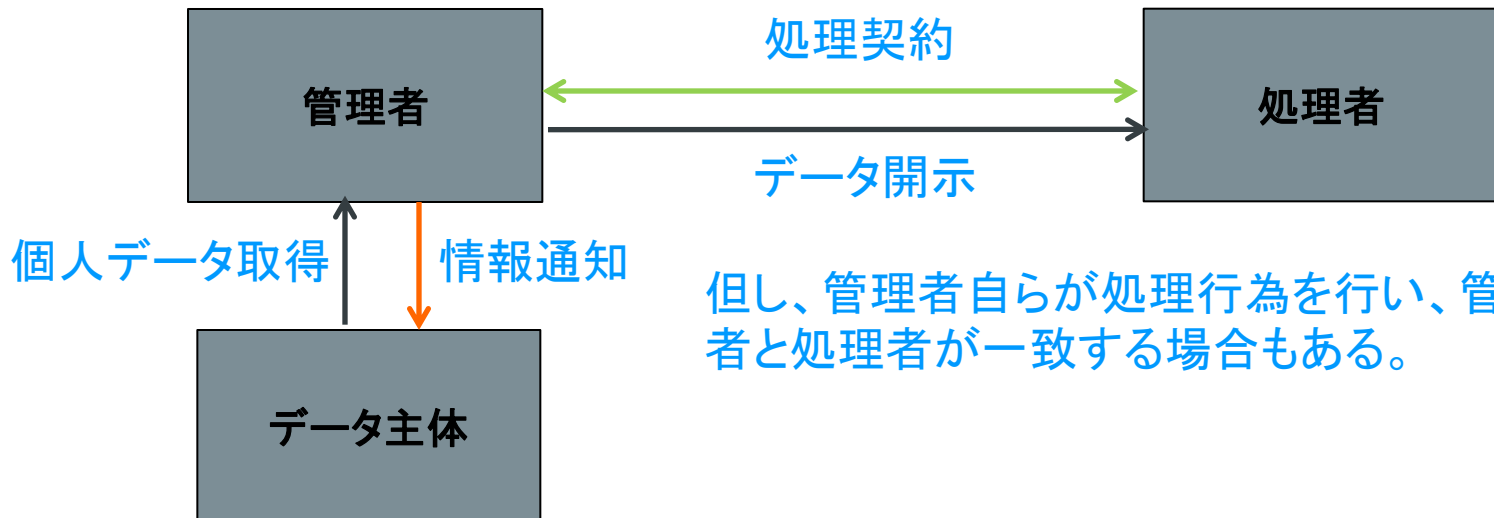 処理契約
管理者
処理者
データ開示
個人データ取得
情報通知
但し、管理者自らが処理行為を行い、管
者と処理者が一致する場合もある。
データ主体